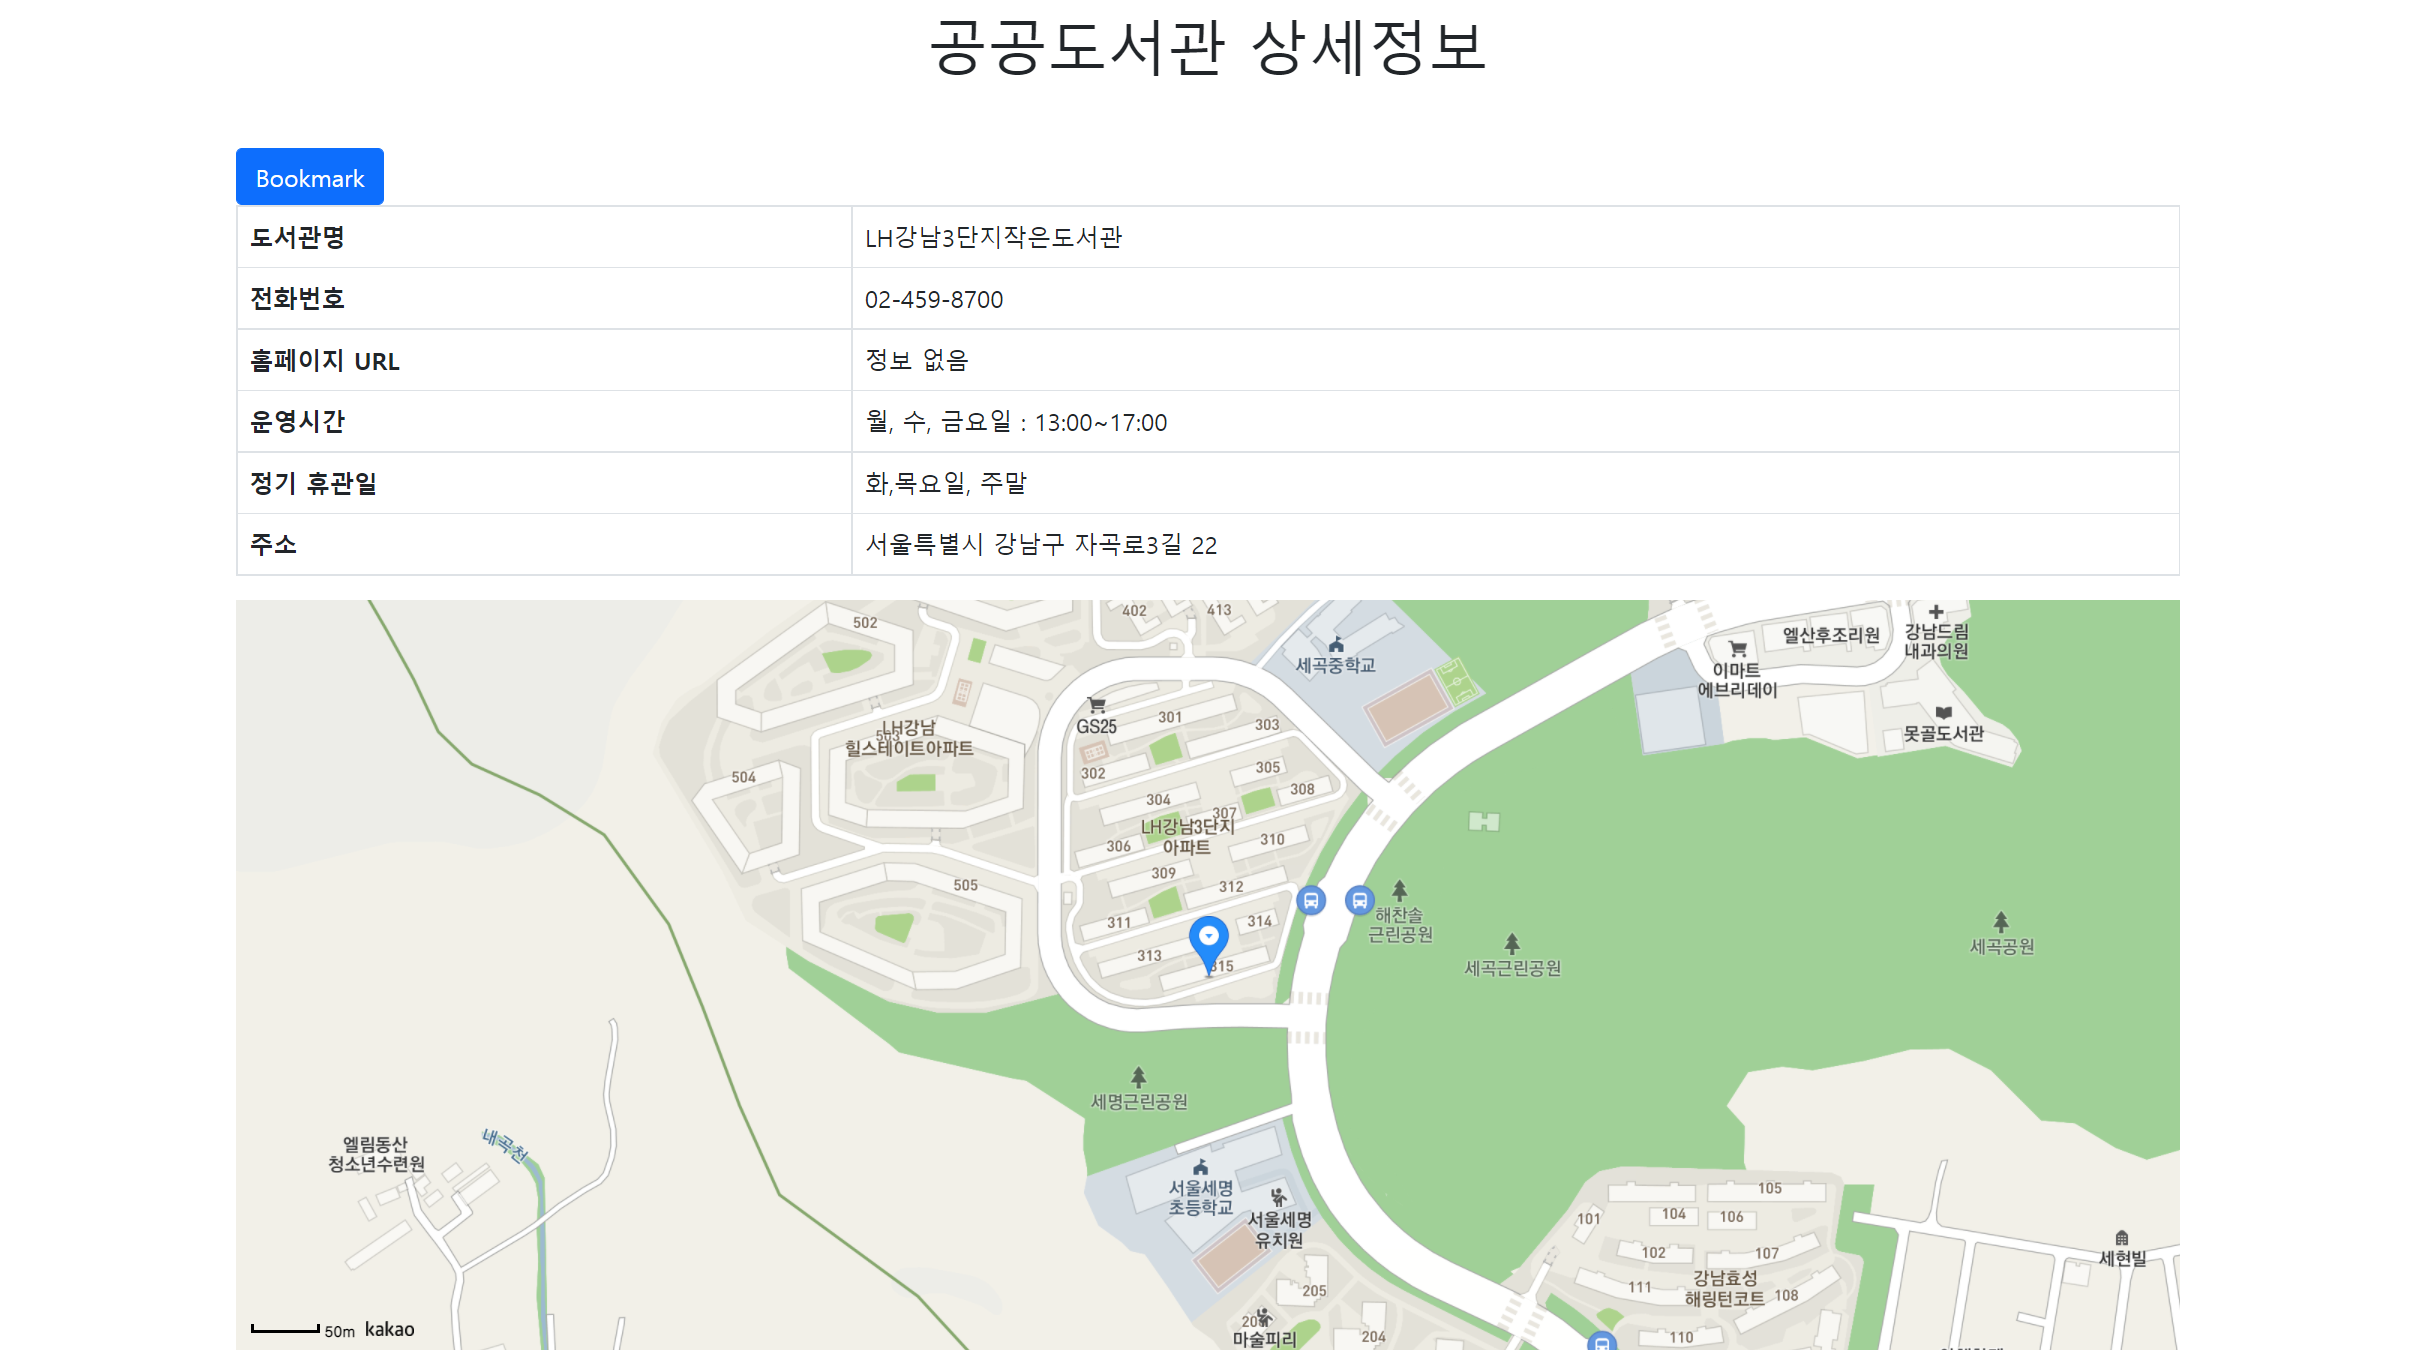 공공도서관 상세정보
Bookmark
도서관명 LH강남3단지작은도서관
전화번호 02-459-8700
홈페이지 URL 정보 없음
운영시간 월, 수, 금요일 : 13:00~17:00
정기 휴관일 화,목요일, 주말
주소 서울특별시 강남구 자곡로3길 22
402
413
502
세곡중학교
엘산후조리원
강남드림
내과의원
이마트
에브리데이
못골도서관
GS25
301
303
LH강남
503
힐스테이트아파트
504
302
305
304
308
307
LH강남3단지
아파트
306
310
309
312
505
311
314
313
315
해찬솔
근린공원
세곡근린공원
세곡공원
세명근린공원
엘림동산
청소년수련원
내곡천
서울세명
초등학교
서울세명
유치원
205
204
마술피리
101
104
105
106
102
107
111
강남효성
해링턴코트
108
110
세현빌
50m kakao